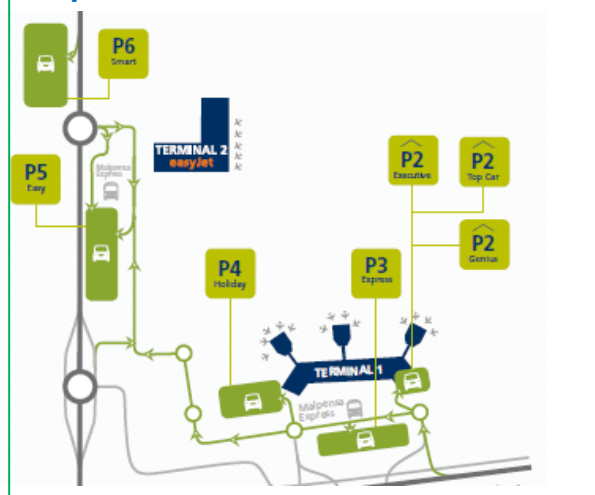 P6
Smart
TERMINAL 2
easyJet
P5
Easy
Malpensa
Express
P2
Executive
P2
Top Car
P2
Genius
P4
Holiday
P3
Express
TERMINAL 1
Malpensa
Express